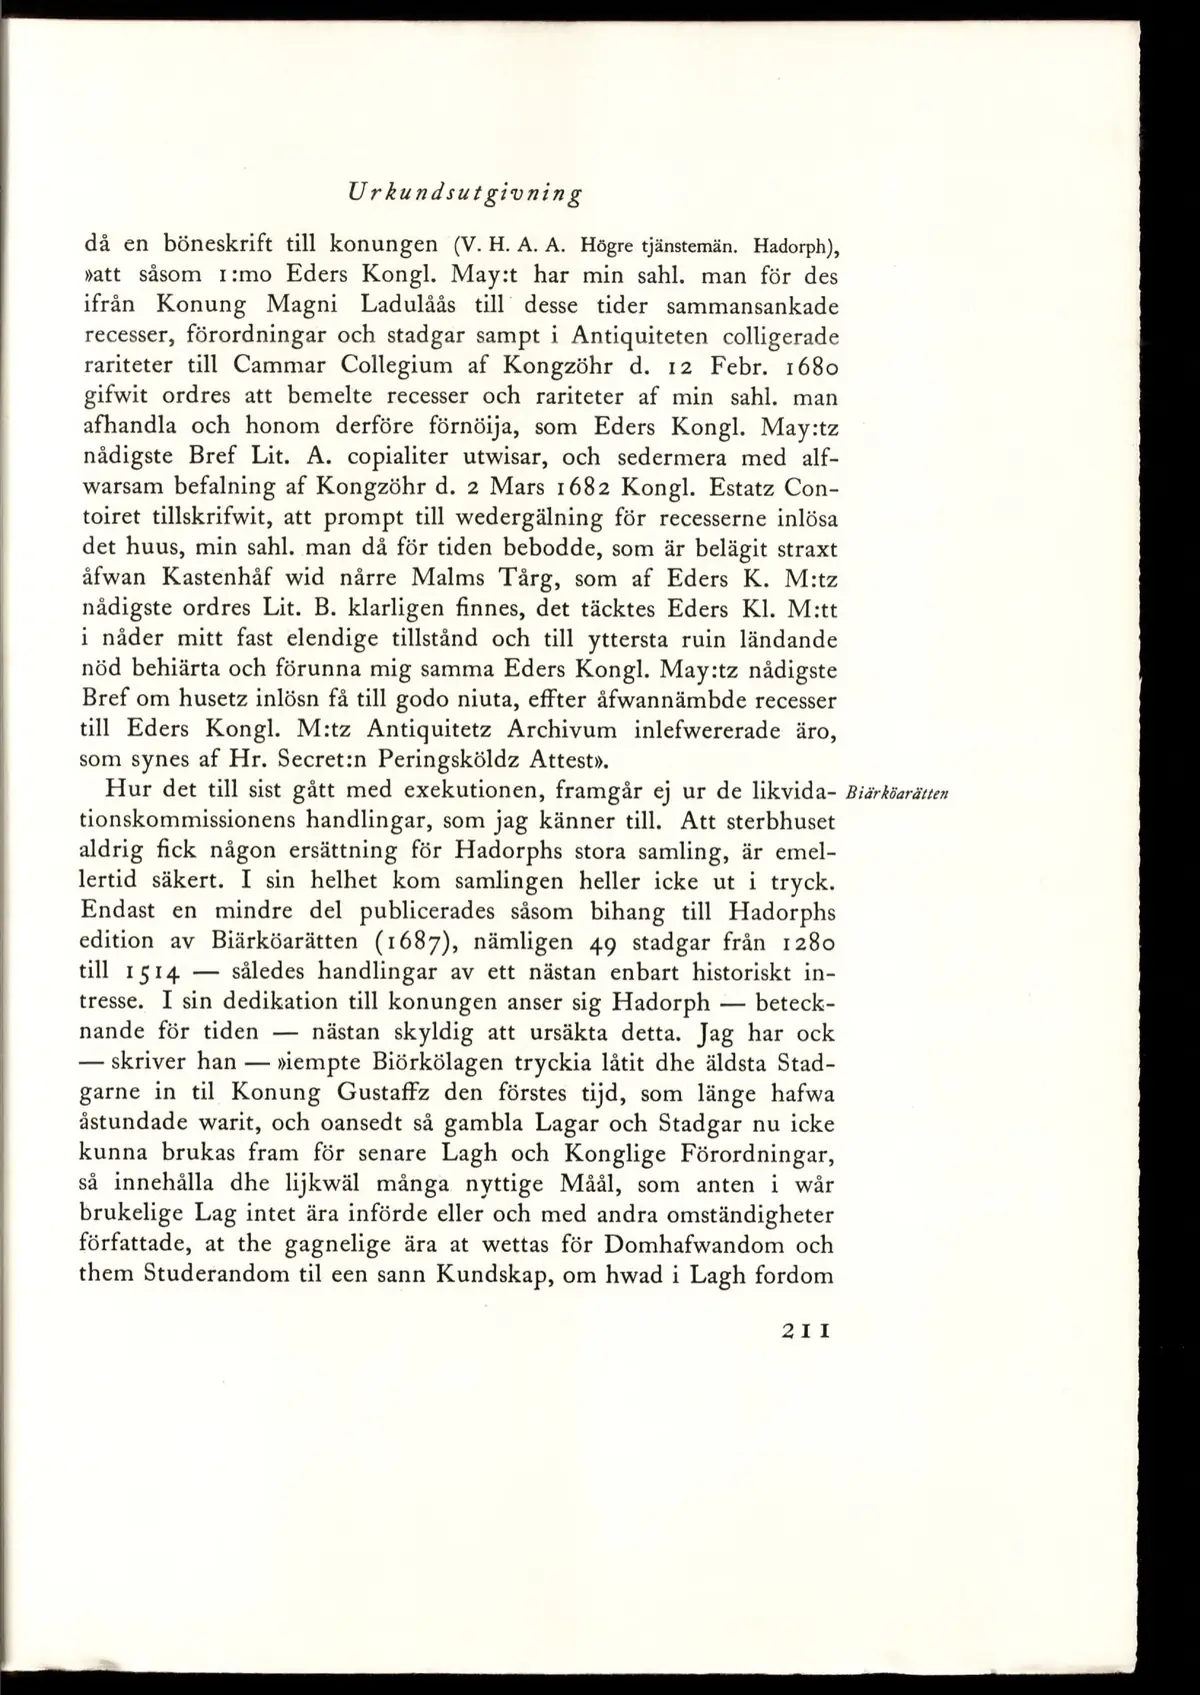 Urkundsutgivning
då en böneskrift till konungen (V. H. A. A. Högre tjänstemän. Hadorph),
»att såsom 1:mo Eders Kongl. May:t har min sahl. man för des
ifrån Konung Magni Ladulåås till desse tider sammansankade
recesser, förordningar och stadgar sampt i Antiquiteten colligerade
rariteter till Cammar Collegium af Kongzöhr d. 12 Febr. 1680
gifwit ordres att bemelte recesser och rariteter af min sahl. man
afhandla och honom derföre förnöija, som Eders Kongl. May:tz
nådigste Bref Lit. A. copialiter utwisar, och sedermera med alf-
warsam befalning af Kongzöhr d. 2 Mars 1682 Kongl. Estatz Con-
toiret tillskrifwit, att prompt till wedergälning för recesserne inlösa
det huus, min sahl. man då för tiden bebodde, som är belägit straxt
åfwan Kastenhåf wid nårre Malms Tårg, som af Eders K. M:tz
nådigste ordres Lit. B. klarligen finnes, det täcktes Eders Kl. M:tt
i nåder mitt fast elendige tillstånd och till yttersta ruin ländande
nöd behiärta och förunna mig samma Eders Kongl. May:tz nådigste
Bref om husetz inlösn få till godo niuta, effter åfwannämbde recesser
till Eders Kongl. M:tz Antiquitetz Archivum inlefwererade äro,
som synes af Hr. Secret:n Peringsköldz Attest».
Hur det till sist gått med exekutionen, framgår ej ur de likvida- Biärköarätten
tionskommissionens handlingar, som jag känner till. Att sterbhuset
aldrig fick någon ersättning för Hadorphs stora samling, är emel-
lertid säkert. I sin helhet kom samlingen heller icke ut i tryck.
Endast en mindre del publicerades såsom bihang till Hadorphs
edition av Biärköarätten (1687), nämligen 49 stadgar från 1280
till 1514 — således handlingar av ett nästan enbart historiskt in-
tresse. I sin dedikation till konungen anser sig Hadorph — beteck-
nande för tiden — nästan skyldig att ursäkta detta. Jag har ock
— skriver han — »iempte Biörkölagen tryckia låtit dhe äldsta Stad-
garne in til Konung Gustaffz den förstes tijd, som länge hafwa
åstundade warit, och oansedt så gambla Lagar och Stadgar nu icke
kunna brukas fram för senare Lagh och Konglige Förordningar,
så innehålla dhe lijkwäl många nyttige Måål, som anten i wår
brukelige Lag intet ära införde eller och med andra omständigheter
författade, at the gagnelige ära at wettas för Domhafwandom och
them Studerandom til een sann Kundskap, om hwad i Lagh fordom
211